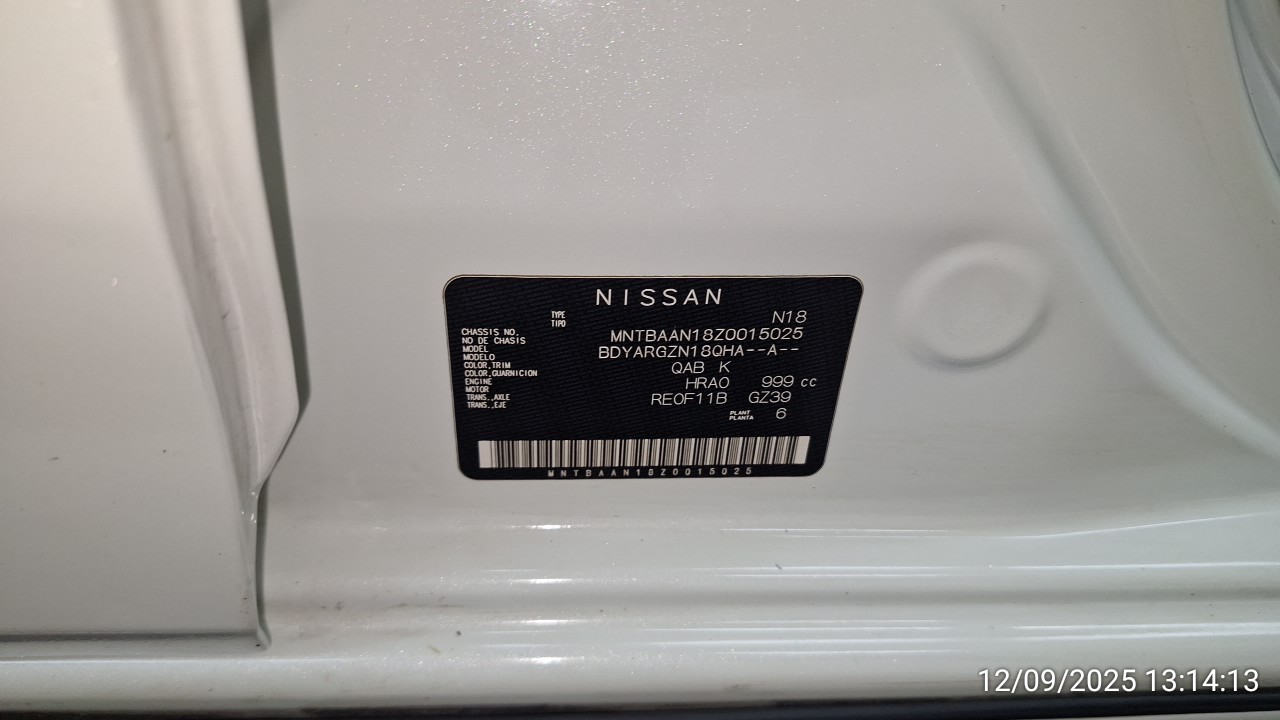 NISSAN
TYPE
TIPO
N18
CHASSIS NO.
NO DE CHASIS
MNTBAAN18Z0015025
MODEL
MODELO
BDYARGZN18QHA--A--
COLOR,TRIM
COLOR,GUARNICION
QAB K
ENGINE
MOTOR
HRA0 999 cc
TRANS.,AXLE
TRANS.,EJE
RE0F11B GZ39
PLANT
PLANTA
6
MNTBAAN18Z0015025
12/09/2025 13:14:13